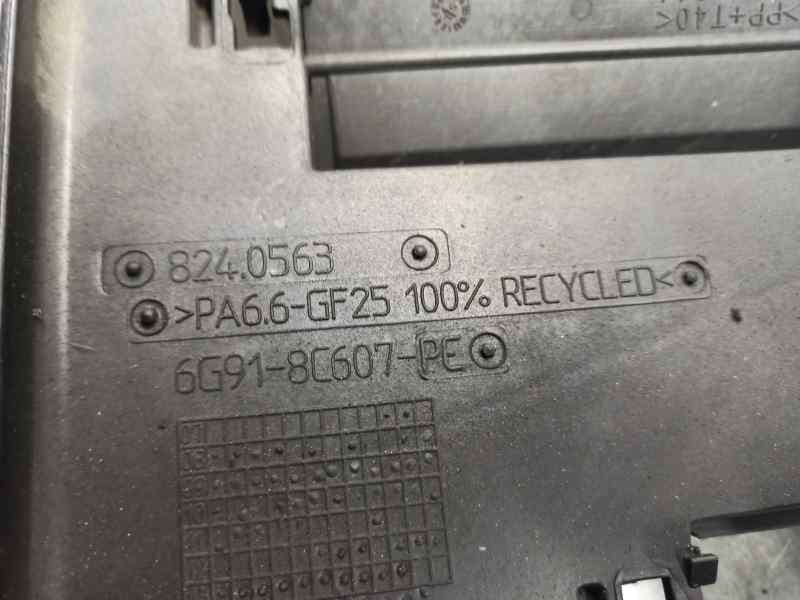 >PP+T40<
824.0563
>PA6.6-GF25 100% RECYCLED<
6G91-8C607-PE